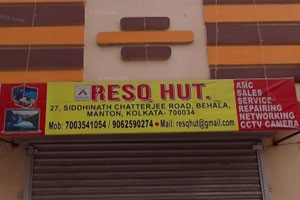 RESQ HUT.
27, SIDDHINATH CHATTERJEE ROAD, BEHALA,
MANTON, KOLKATA- 700034
Mob: 7003541054 / 9062590274 • Mail: resqhut@gmail.com
AMC
SALES
SERVICE
REPAIRING
NETWORKING
CCTV CAMERA